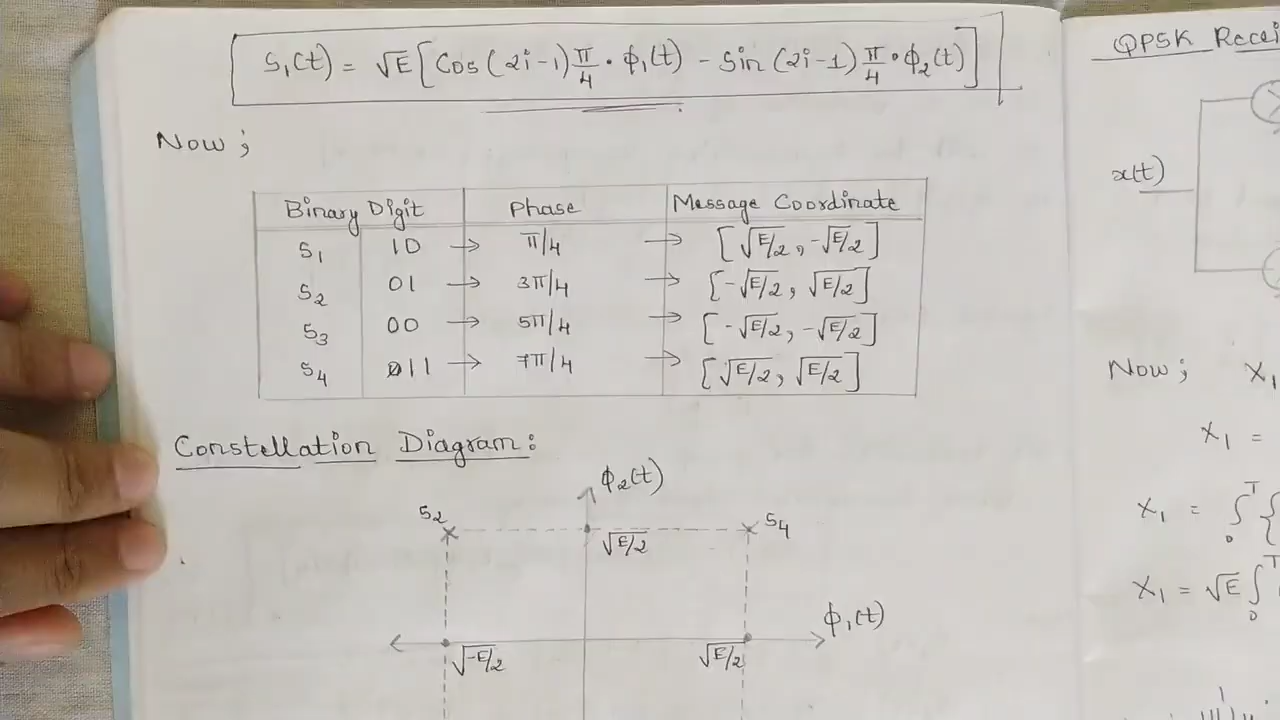 S₁(t) = √E [Cos (2i-1) π/4 · ϕ₁(t) - Sin (2i-1) π/4 · ϕ₂(t)]
Now ;
Binary Digit Phase Message Coordinate
S₁ 10 → π/4 → [√E/2, -√E/2]
S₂ 01 → 3π/4 → [-√E/2, √E/2]
S₃ 00 → 5π/4 → [-√E/2, -√E/2]
S₄ 11 → 7π/4 → [√E/2, √E/2]
Constellation Diagram:
ϕ₂(t)
S₂ S₄
√E/2
ϕ₁(t)
√-E/2 √E/2
QPSK Recei
x(t)
Now ; X₁
X₁ =
X₁ = ∫₀ᵀ {
X₁ = √E ∫₀ᵀ